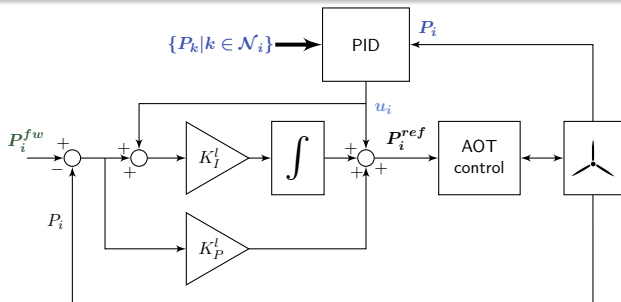 {P_k|k ∈ 𝒩_i}
PID
P_i
u_i
P_i^{fw}
+
−
+
+
K_I^l
∫
+
+
+
P_i^{ref}
AOT
control
P_i
K_P^l